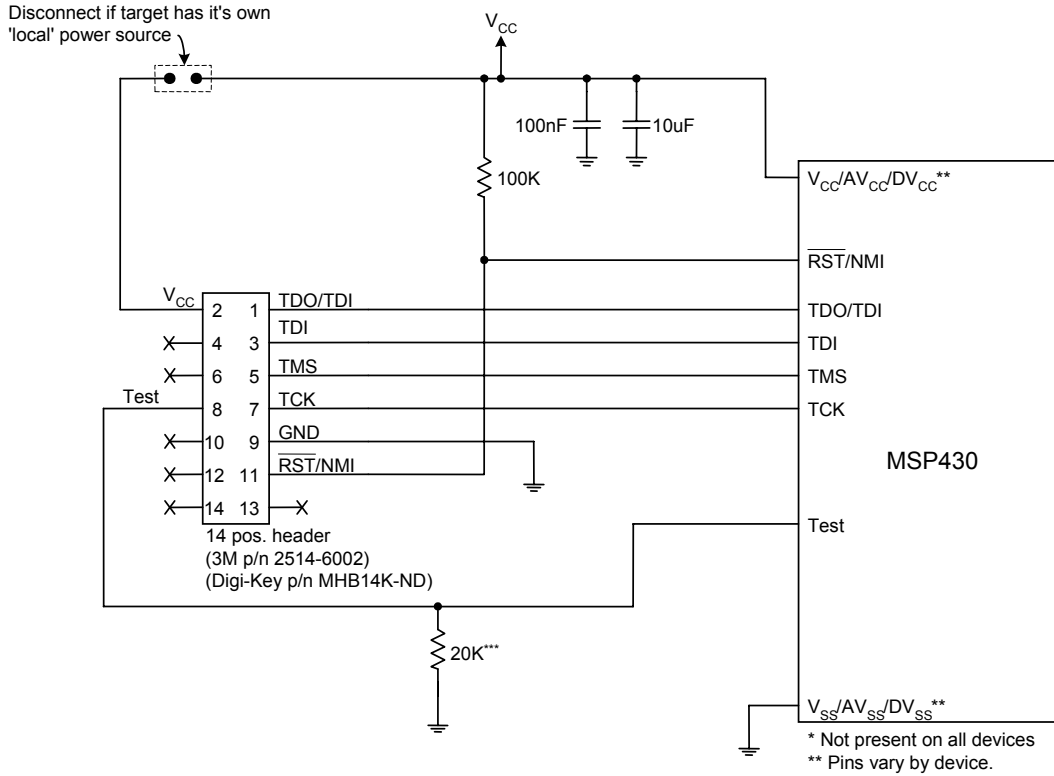 Disconnect if target has it's own
'local' power source
VCC
100nF
10uF
100K
VCC/AVCC/DVCC**
RST/NMI
VCC
2 1 TDO/TDI
TDO/TDI
4 3 TDI
TDI
6 5 TMS
TMS
Test
8 7 TCK
TCK
10 9 GND
12 11 RST/NMI
MSP430
14 13
14 pos. header
(3M p/n 2514-6002)
(Digi-Key p/n MHB14K-ND)
Test
20K***
VSS/AVSS/DVSS**
* Not present on all devices
** Pins vary by device.